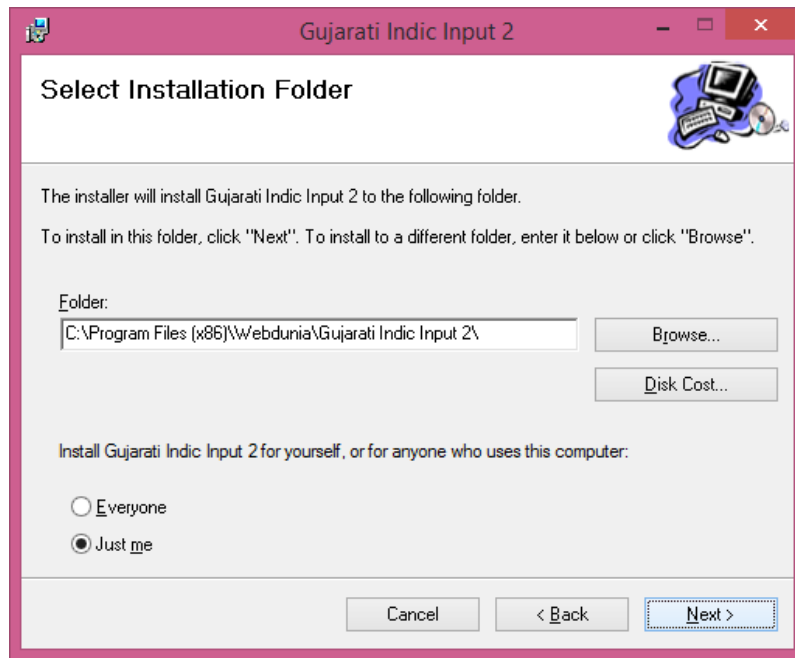 Gujarati Indic Input 2
Select Installation Folder
The installer will install Gujarati Indic Input 2 to the following folder.
To install in this folder, click "Next". To install to a different folder, enter it below or click "Browse".
Folder:
C:\Program Files (x86)\Webdunia\Gujarati Indic Input 2\
Browse...
Disk Cost...
Install Gujarati Indic Input 2 for yourself, or for anyone who uses this computer:
Everyone
Just me
Cancel
< Back
Next >